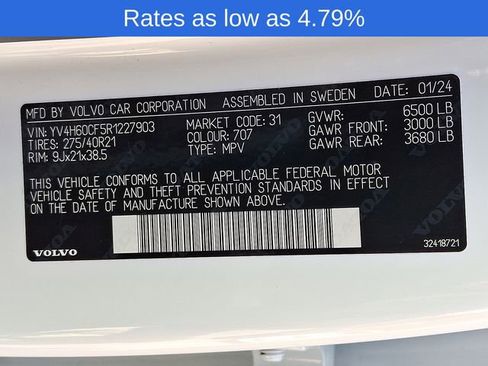 Rates as low as 4.79%
MFD BY VOLVO CAR CORPORATION ASSEMBLED IN SWEDEN DATE: 01/24
VIN: YV4H60CF5R1227903 MARKET CODE: 31 GVWR: 6500 LB
TIRES: 275/40R21 COLOUR: 707 GAWR FRONT: 3000 LB
RIM: 9Jx21x38.5 TYPE: MPV GAWR REAR: 3680 LB
THIS VEHICLE CONFORMS TO ALL APPLICABLE FEDERAL MOTOR
VEHICLE SAFETY AND THEFT PREVENTION STANDARDS IN EFFECT
ON THE DATE OF MANUFACTURE SHOWN ABOVE.
VOLVO
32418721